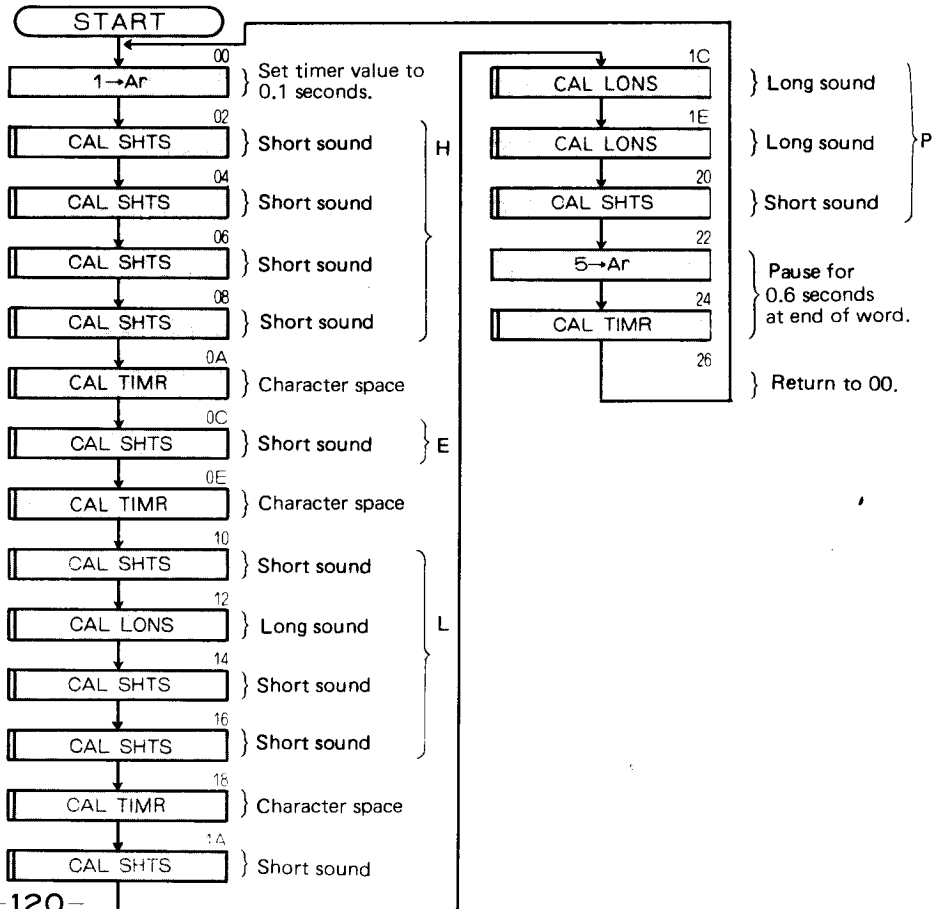 START
00
1→Ar
Set timer value to
0.1 seconds.
02
CAL SHTS
Short sound
H
04
CAL SHTS
Short sound
06
CAL SHTS
Short sound
08
CAL SHTS
Short sound
0A
CAL TIMR
Character space
0C
CAL SHTS
Short sound
E
0E
CAL TIMR
Character space
10
CAL SHTS
Short sound
12
CAL LONS
Long sound
L
14
CAL SHTS
Short sound
16
CAL SHTS
Short sound
18
CAL TIMR
Character space
1A
CAL SHTS
Short sound
1C
CAL LONS
Long sound
1E
CAL LONS
Long sound
P
20
CAL SHTS
Short sound
22
5→Ar
Pause for
0.6 seconds
at end of word.
24
CAL TIMR
26
Return to 00.
-120-